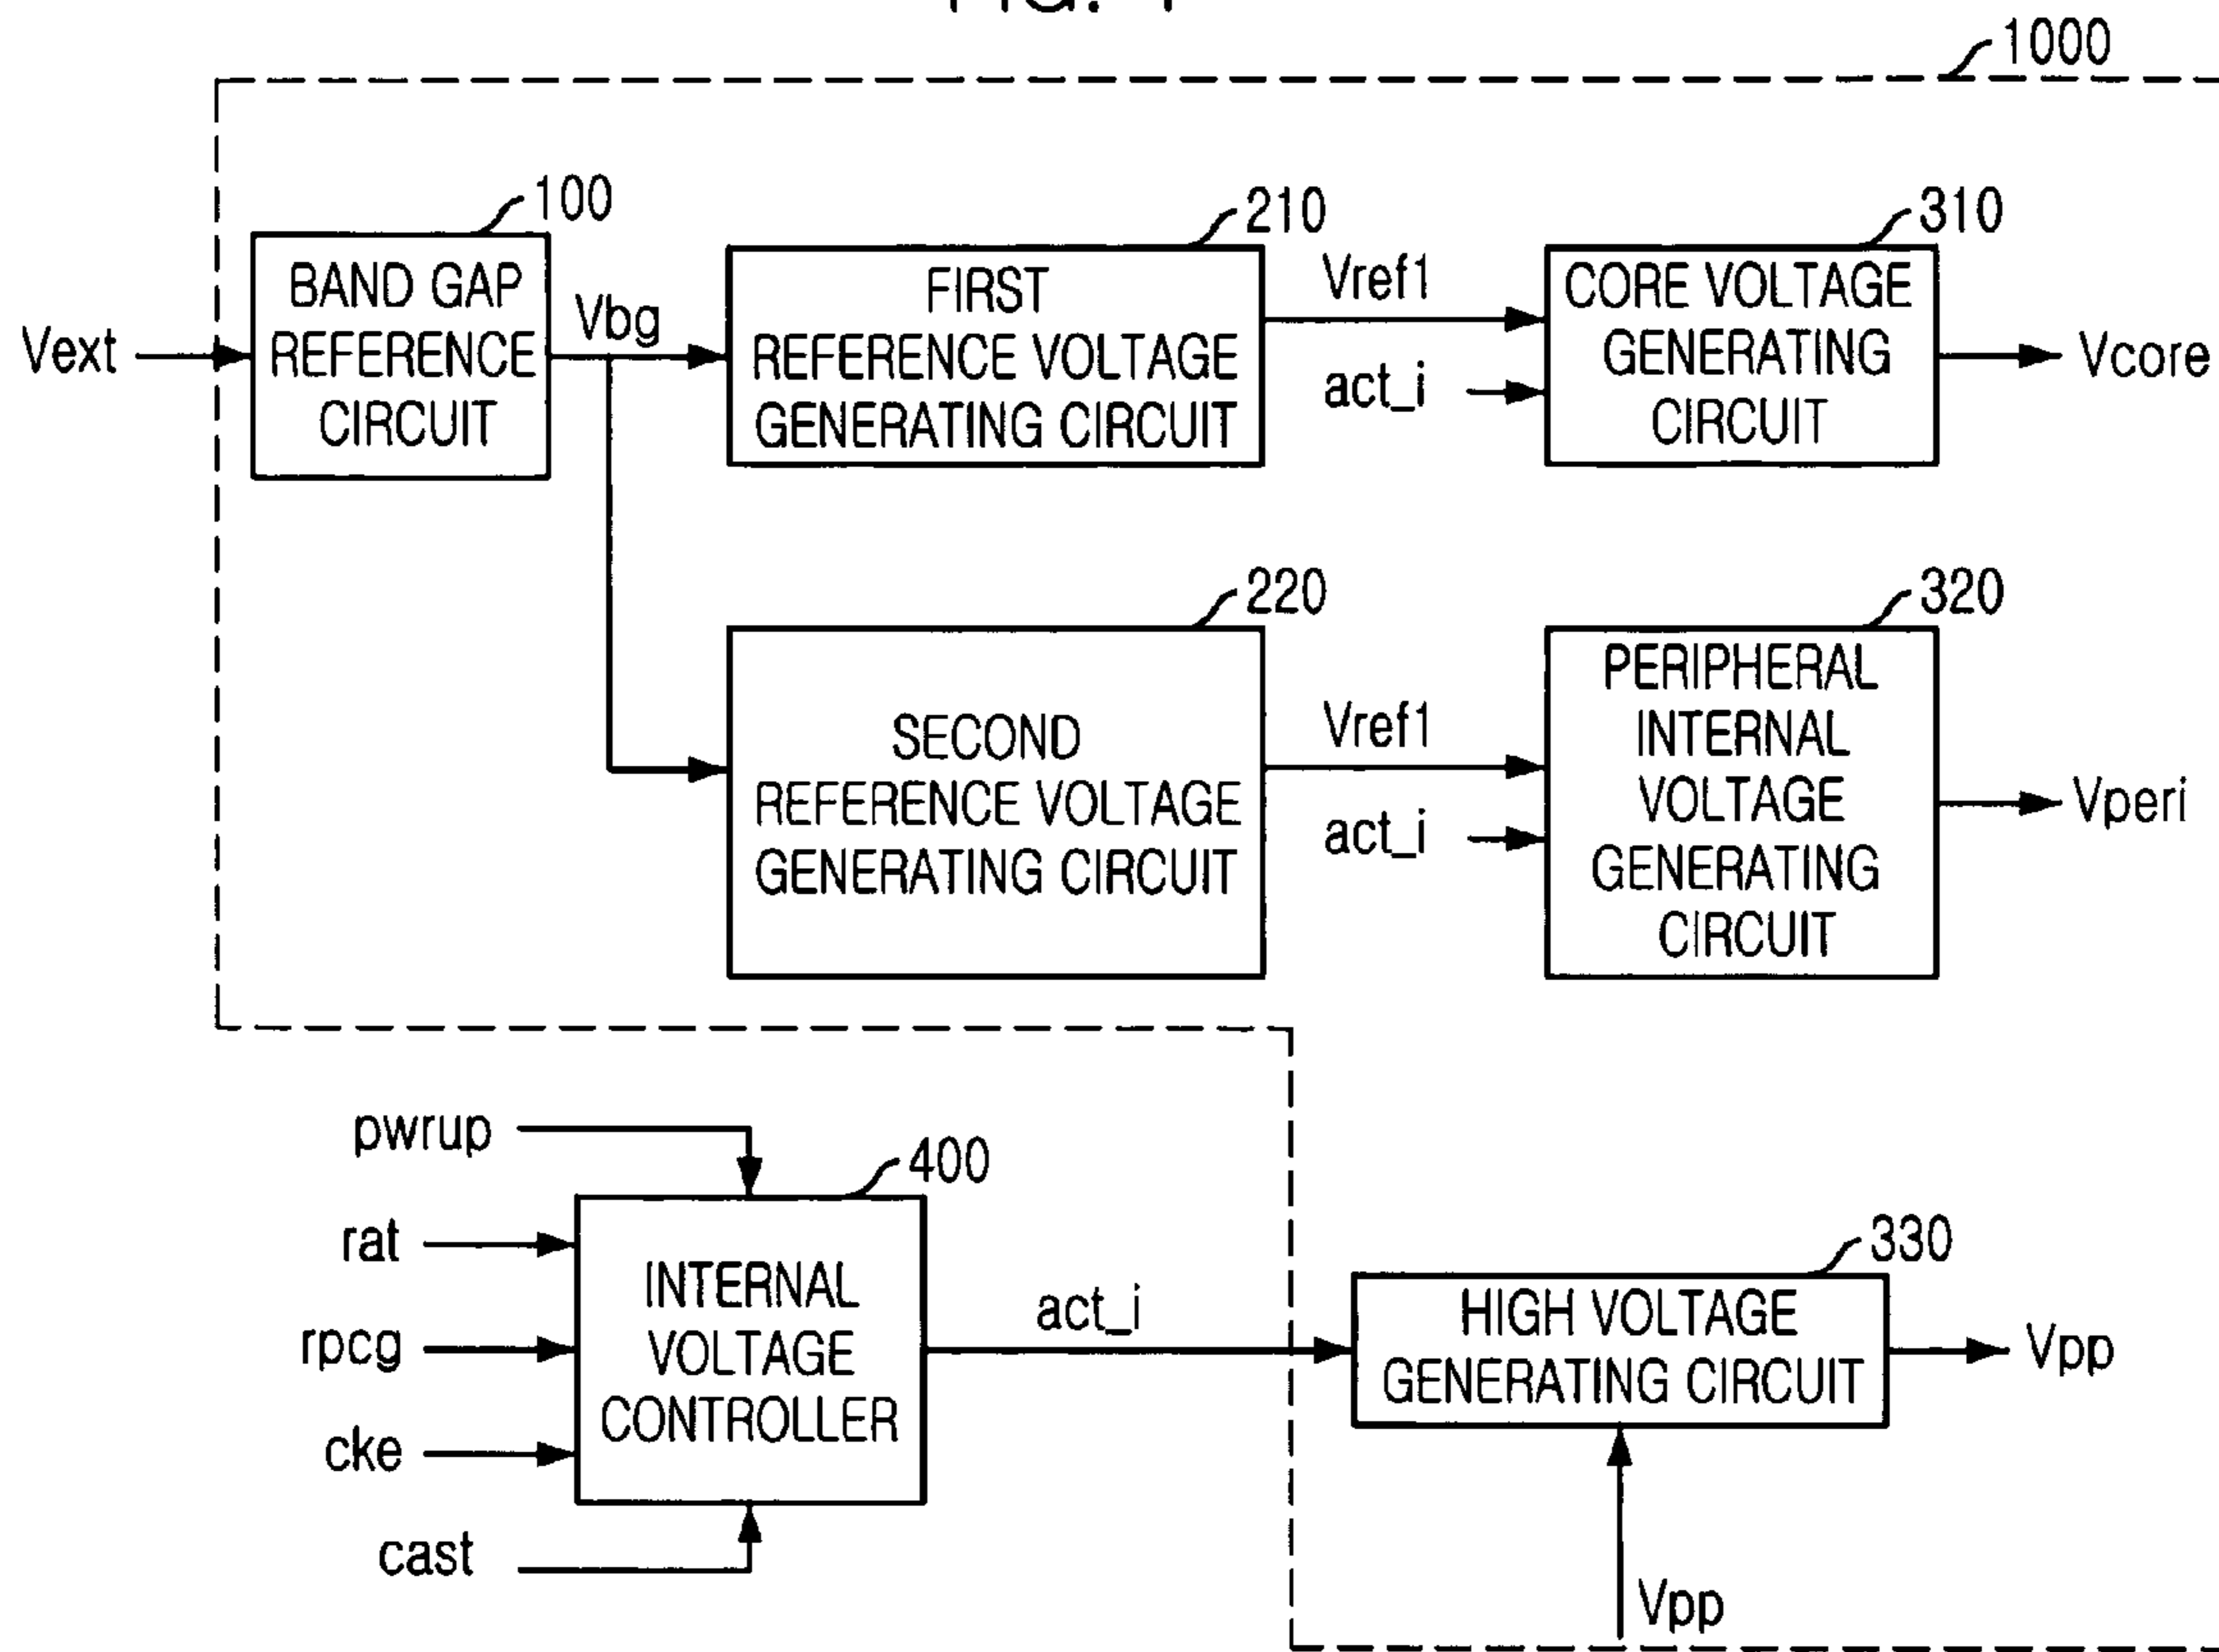 1000
100
BAND GAP
REFERENCE
CIRCUIT
Vext
Vbg
210
FIRST
REFERENCE VOLTAGE
GENERATING CIRCUIT
Vref1
act_i
310
CORE VOLTAGE
GENERATING
CIRCUIT
Vcore
220
SECOND
REFERENCE VOLTAGE
GENERATING CIRCUIT
Vref1
act_i
320
PERIPHERAL
INTERNAL
VOLTAGE
GENERATING
CIRCUIT
Vperi
pwrup
rat
rpcg
cke
cast
400
INTERNAL
VOLTAGE
CONTROLLER
act_i
330
HIGH VOLTAGE
GENERATING CIRCUIT
Vpp
Vpp